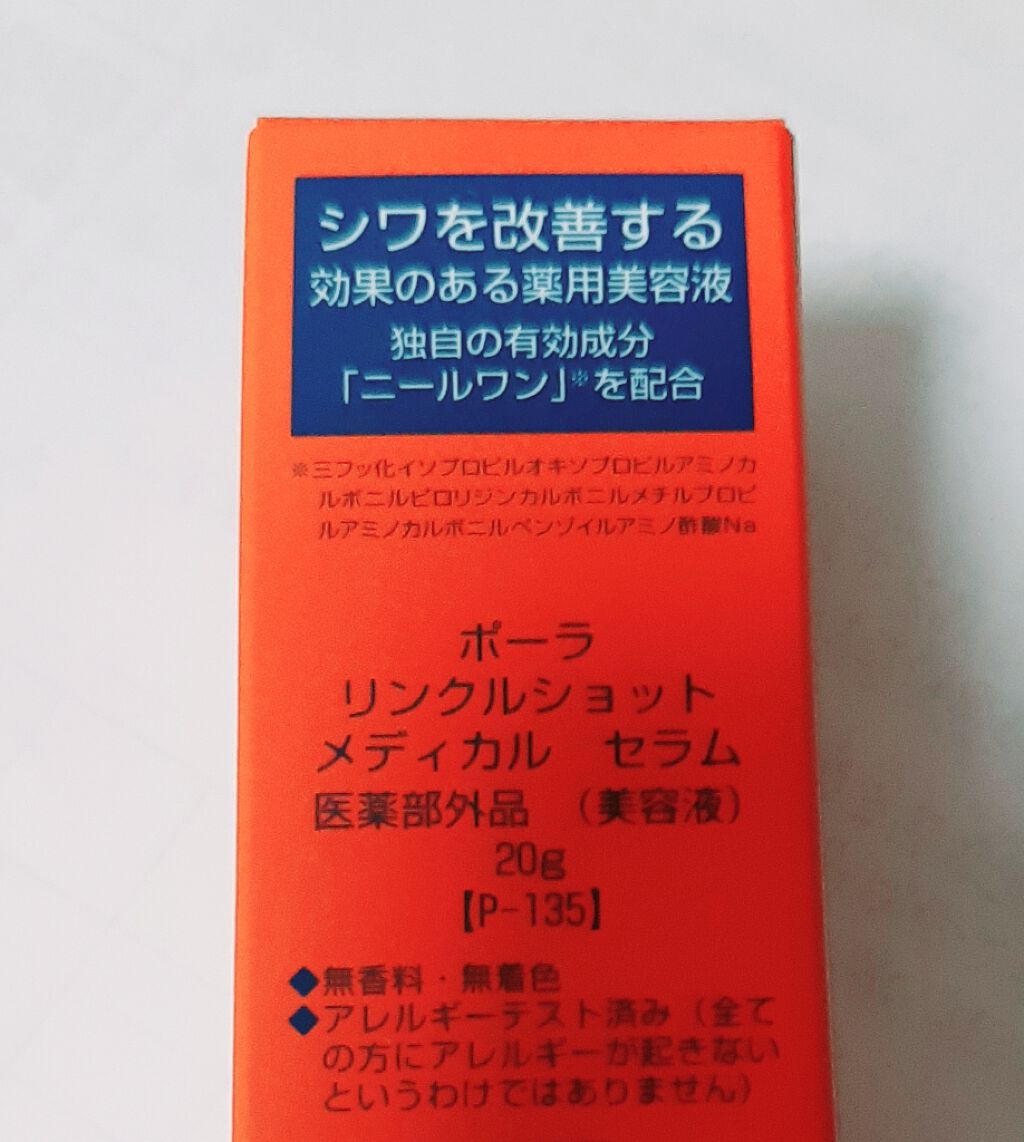 シワを改善する
効果のある薬用美容液
独自の有効成分
「ニールワン」※を配合
※三フッ化イソプロピルオキソプロピルアミノカ
ルボニルピロリジンカルボニルメチルプロピ
ルアミノカルボニルベンゾイルアミノ酢酸Na
ポーラ
リンクルショット
メディカル セラム
医薬部外品 （美容液）
20g
【P-135】
◆無香料・無着色
◆アレルギーテスト済み（全て
の方にアレルギーが起きない
というわけではありません）